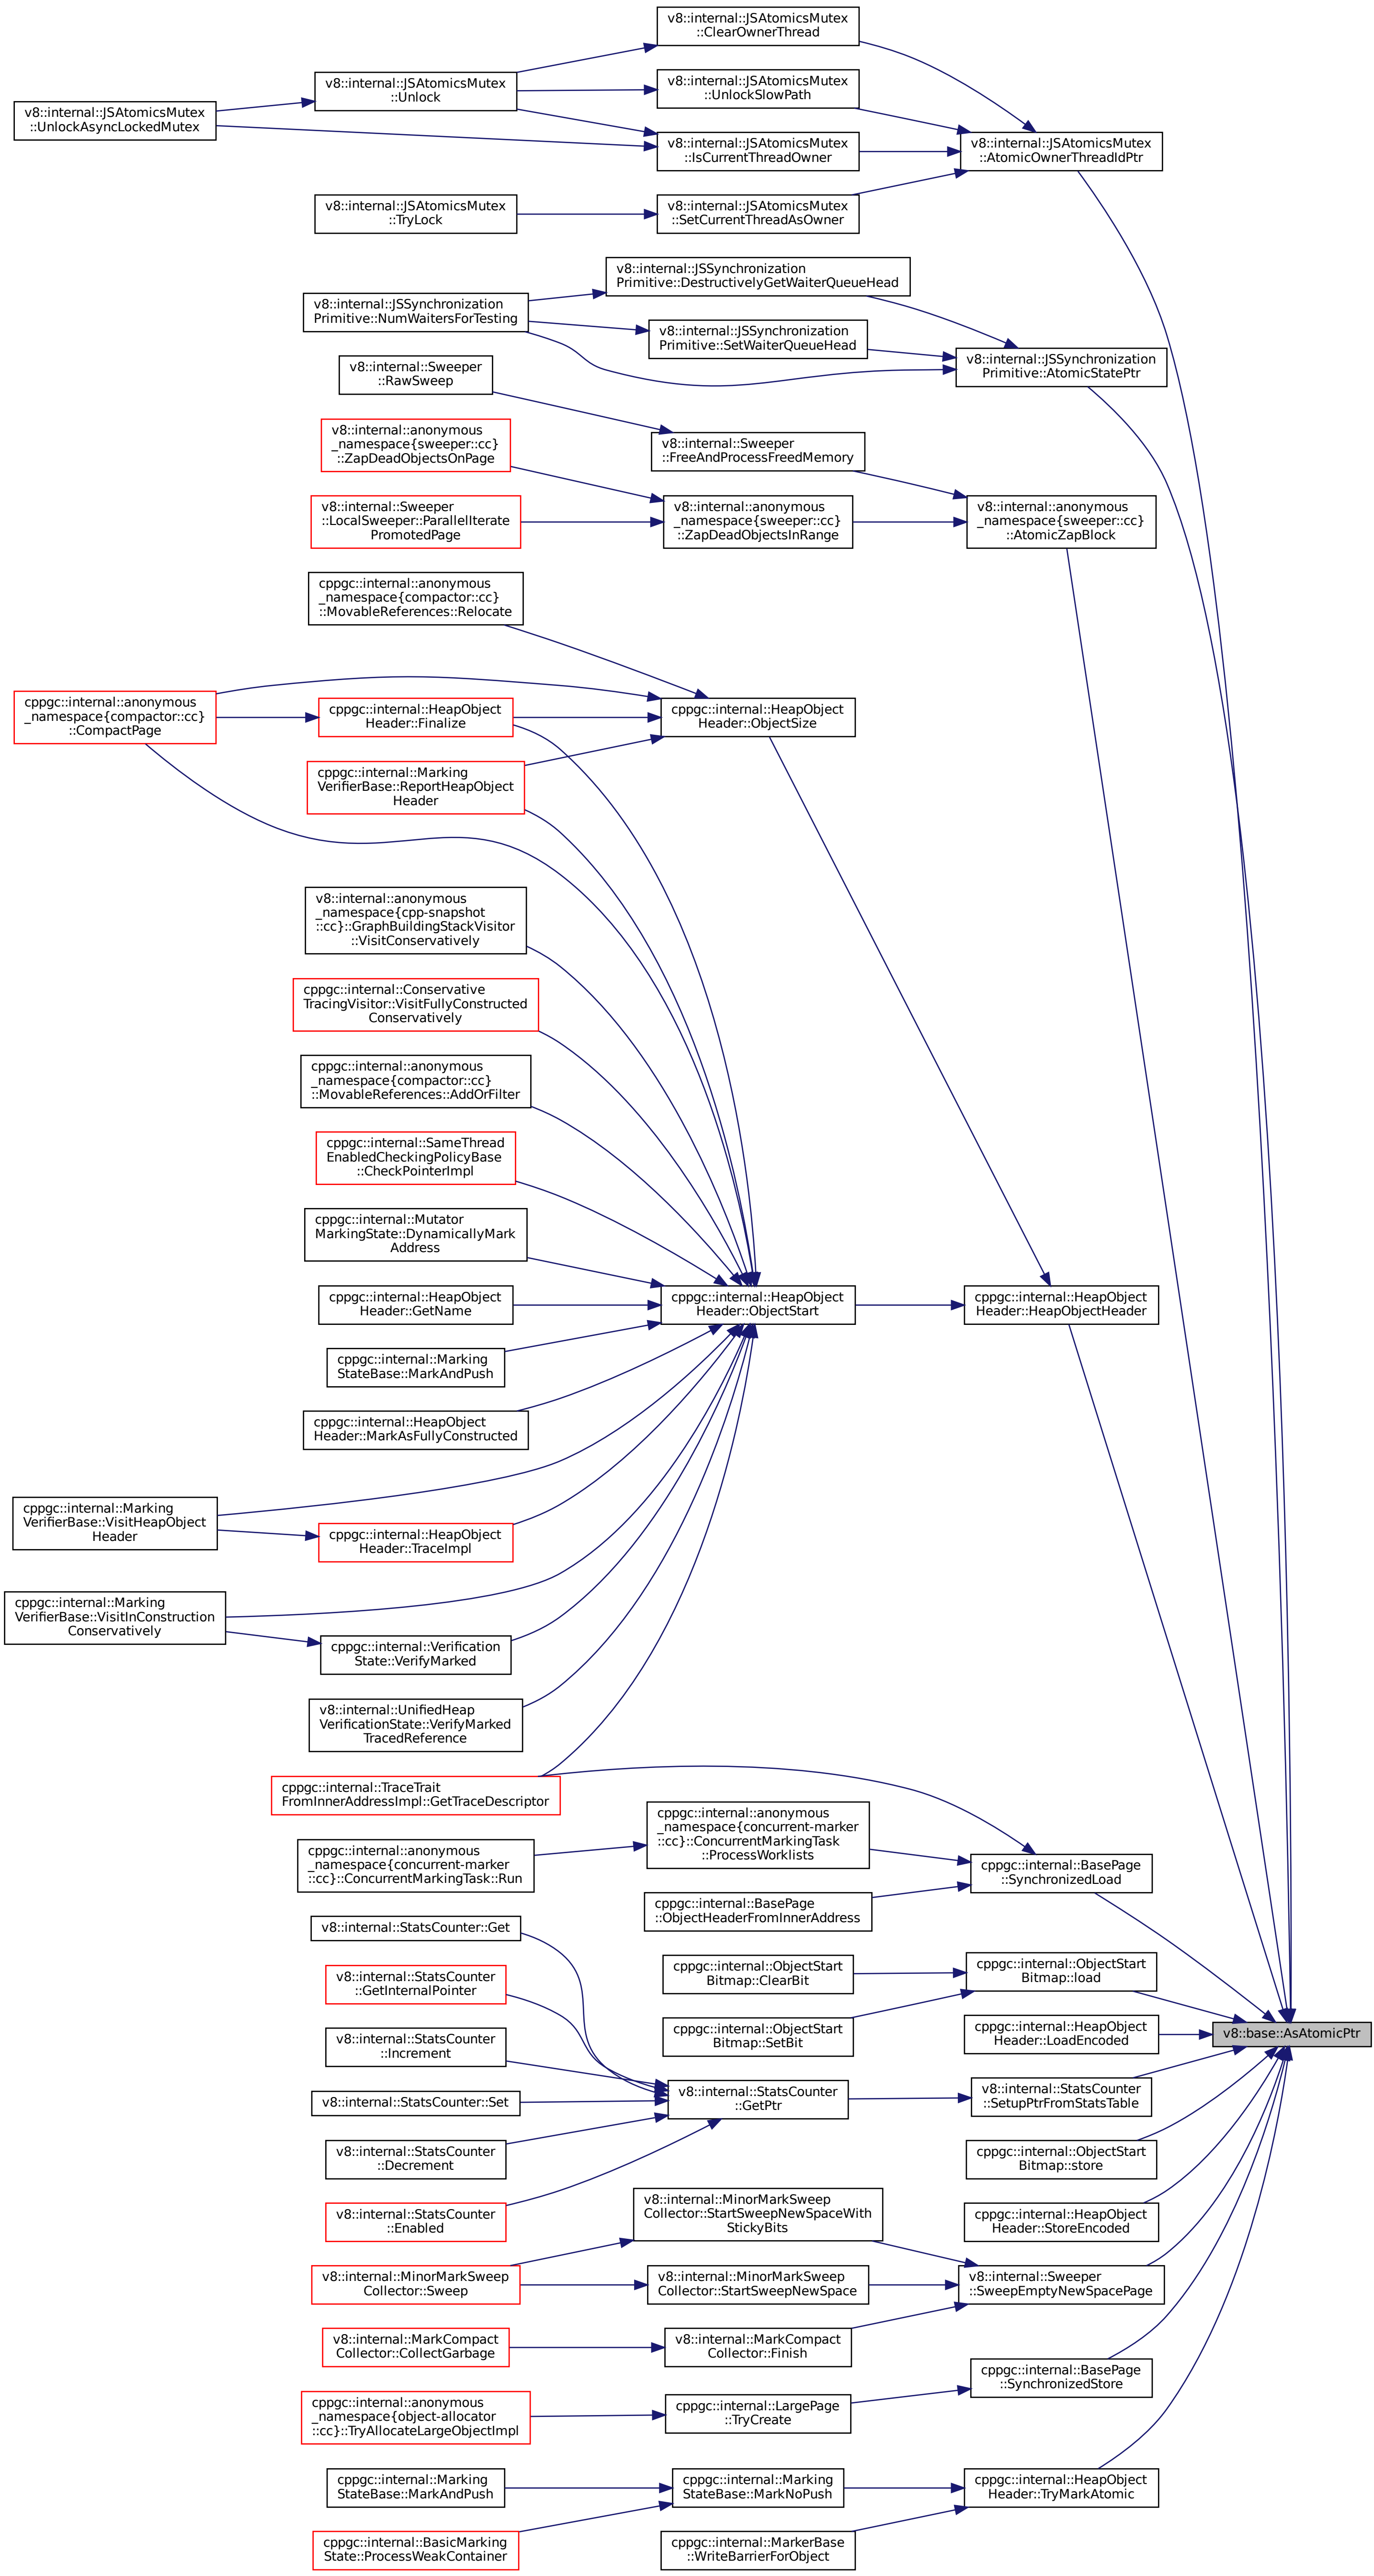 v8::internal::JSAtomicsMutex
::ClearOwnerThread
v8::internal::JSAtomicsMutex
::Unlock
v8::internal::JSAtomicsMutex
::UnlockSlowPath
v8::internal::JSAtomicsMutex
::UnlockAsyncLockedMutex
v8::internal::JSAtomicsMutex
::IsCurrentThreadOwner
v8::internal::JSAtomicsMutex
::AtomicOwnerThreadIdPtr
v8::internal::JSAtomicsMutex
::TryLock
v8::internal::JSAtomicsMutex
::SetCurrentThreadAsOwner
v8::internal::JSSynchronization
Primitive::DestructivelyGetWaiterQueueHead
v8::internal::JSSynchronization
Primitive::NumWaitersForTesting
v8::internal::JSSynchronization
Primitive::SetWaiterQueueHead
v8::internal::JSSynchronization
Primitive::AtomicStatePtr
v8::internal::Sweeper
::RawSweep
v8::internal::anonymous
_namespace{sweeper::cc}
::ZapDeadObjectsOnPage
v8::internal::Sweeper
::FreeAndProcessFreedMemory
v8::internal::Sweeper
::LocalSweeper::ParallelIterate
PromotedPage
v8::internal::anonymous
_namespace{sweeper::cc}
::ZapDeadObjectsInRange
v8::internal::anonymous
_namespace{sweeper::cc}
::AtomicZapBlock
cppgc::internal::anonymous
_namespace{compactor::cc}
::MovableReferences::Relocate
cppgc::internal::anonymous
_namespace{compactor::cc}
::CompactPage
cppgc::internal::HeapObject
Header::Finalize
cppgc::internal::HeapObject
Header::ObjectSize
cppgc::internal::Marking
VerifierBase::ReportHeapObject
Header
v8::internal::anonymous
_namespace{cpp-snapshot
::cc}::GraphBuildingStackVisitor
::VisitConservatively
cppgc::internal::Conservative
TracingVisitor::VisitFullyConstructed
Conservatively
cppgc::internal::anonymous
_namespace{compactor::cc}
::MovableReferences::AddOrFilter
cppgc::internal::SameThread
EnabledCheckingPolicyBase
::CheckPointerImpl
cppgc::internal::Mutator
MarkingState::DynamicallyMark
Address
cppgc::internal::HeapObject
Header::GetName
cppgc::internal::HeapObject
Header::ObjectStart
cppgc::internal::HeapObject
Header::HeapObjectHeader
cppgc::internal::Marking
StateBase::MarkAndPush
cppgc::internal::HeapObject
Header::MarkAsFullyConstructed
cppgc::internal::Marking
VerifierBase::VisitHeapObject
Header
cppgc::internal::HeapObject
Header::TraceImpl
cppgc::internal::Marking
VerifierBase::VisitInConstruction
Conservatively
cppgc::internal::Verification
State::VerifyMarked
v8::internal::UnifiedHeap
VerificationState::VerifyMarked
TracedReference
cppgc::internal::TraceTrait
FromInnerAddressImpl::GetTraceDescriptor
cppgc::internal::anonymous
_namespace{concurrent-marker
::cc}::ConcurrentMarkingTask
::ProcessWorklists
cppgc::internal::anonymous
_namespace{concurrent-marker
::cc}::ConcurrentMarkingTask::Run
cppgc::internal::BasePage
::SynchronizedLoad
cppgc::internal::BasePage
::ObjectHeaderFromInnerAddress
v8::internal::StatsCounter::Get
cppgc::internal::ObjectStart
Bitmap::ClearBit
cppgc::internal::ObjectStart
Bitmap::load
v8::internal::StatsCounter
::GetInternalPointer
cppgc::internal::ObjectStart
Bitmap::SetBit
cppgc::internal::HeapObject
Header::LoadEncoded
v8::base::AsAtomicPtr
v8::internal::StatsCounter
::Increment
v8::internal::StatsCounter::Set
v8::internal::StatsCounter
::GetPtr
v8::internal::StatsCounter
::SetupPtrFromStatsTable
v8::internal::StatsCounter
::Decrement
cppgc::internal::ObjectStart
Bitmap::store
v8::internal::StatsCounter
::Enabled
v8::internal::MinorMarkSweep
Collector::StartSweepNewSpaceWith
StickyBits
cppgc::internal::HeapObject
Header::StoreEncoded
v8::internal::MinorMarkSweep
Collector::Sweep
v8::internal::MinorMarkSweep
Collector::StartSweepNewSpace
v8::internal::Sweeper
::SweepEmptyNewSpacePage
v8::internal::MarkCompact
Collector::CollectGarbage
v8::internal::MarkCompact
Collector::Finish
cppgc::internal::BasePage
::SynchronizedStore
cppgc::internal::anonymous
_namespace{object-allocator
::cc}::TryAllocateLargeObjectImpl
cppgc::internal::LargePage
::TryCreate
cppgc::internal::Marking
StateBase::MarkAndPush
cppgc::internal::Marking
StateBase::MarkNoPush
cppgc::internal::HeapObject
Header::TryMarkAtomic
cppgc::internal::BasicMarking
State::ProcessWeakContainer
cppgc::internal::MarkerBase
::WriteBarrierForObject